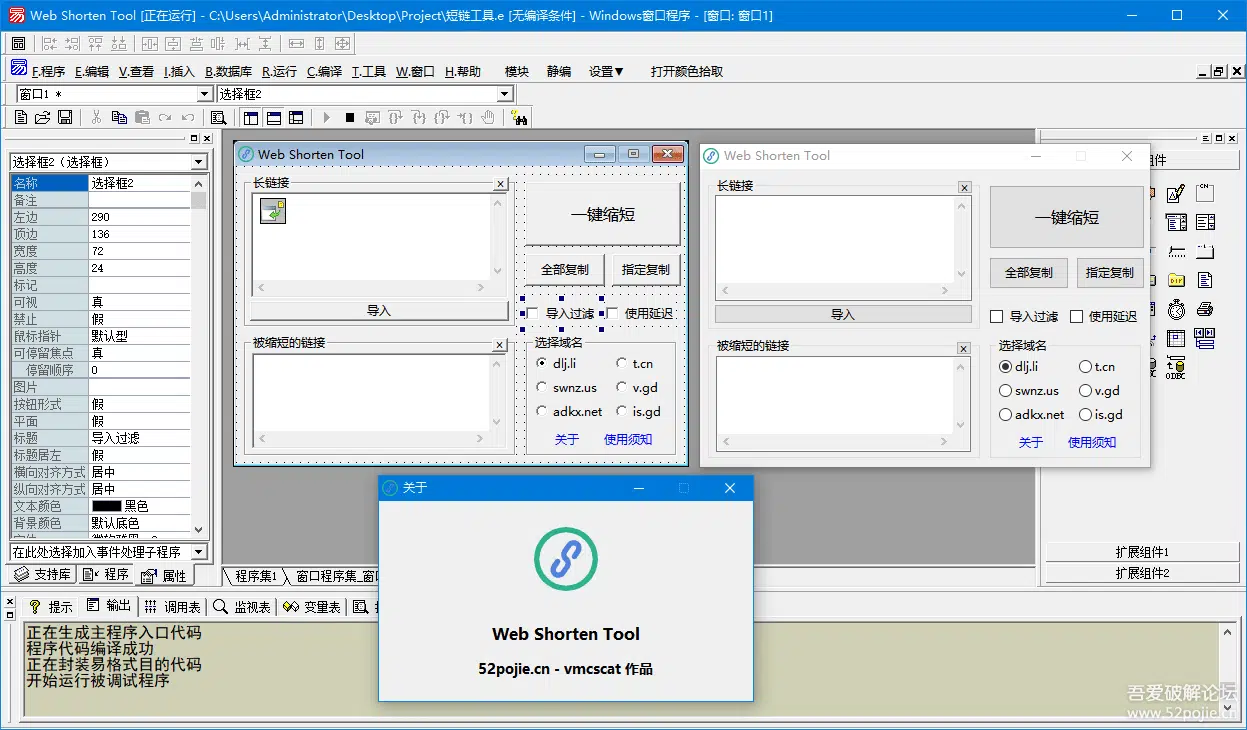 Web Shorten Tool [正在运行] - C:\Users\Administrator\Desktop\Project\短链工具.e [无编译条件] - Windows窗口程序 - [窗口: 窗口1]
F.程序 E.编辑 V.查看 I.插入 B.数据库 R.运行 C.编译 T.工具 W.窗口 H.帮助 模块 静编 设置▼ 打开颜色拾取
窗口1 * 选择框2
选择框2（选择框）
名称 选择框2
备注
左边 290
顶边 136
宽度 72
高度 24
标记
可视 真
禁止 假
鼠标指针 默认型
可停留焦点 真
停留顺序 0
图片
按钮形式 假
平面 假
标题 导入过滤
标题居左 假
横向对齐方式 居中
纵向对齐方式 居中
文本颜色 黑色
背景颜色 默认底色
在此处选择加入事件处理子程序
支持库 程序 属性
Web Shorten Tool
长链接
一键缩短
全部复制 指定复制
导入
导入过滤 使用延迟
被缩短的链接
选择域名
dlj.li t.cn
swnz.us v.gd
adkx.net is.gd
关于 使用须知
Web Shorten Tool
长链接
一键缩短
全部复制 指定复制
导入
导入过滤 使用延迟
被缩短的链接
选择域名
dlj.li t.cn
swnz.us v.gd
adkx.net is.gd
关于 使用须知
组件
扩展组件1
扩展组件2
程序集1 窗口程序集_窗口
关于
Web Shorten Tool
52pojie.cn - vmcscat 作品
提示 输出 调用表 监视表 变量表
正在生成主程序入口代码
程序代码编译成功
正在封装易格式目的代码
开始运行被调试程序
吾爱破解论坛
www.52pojie.cn